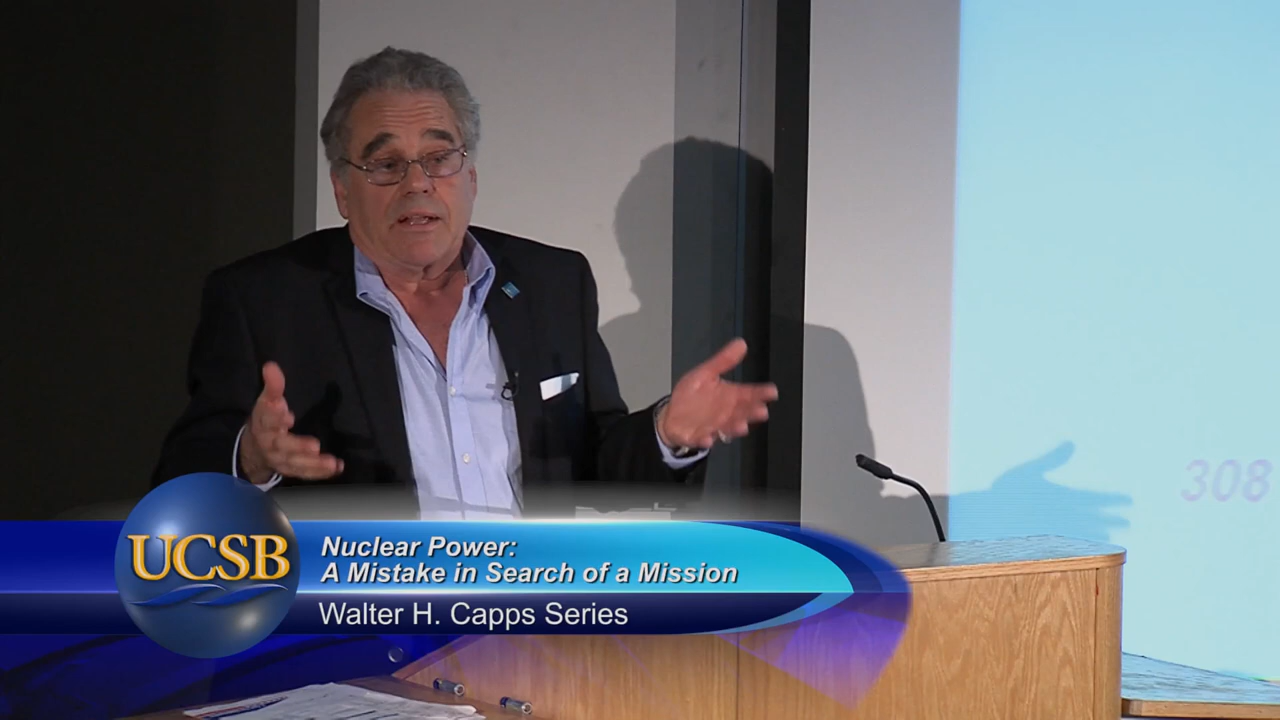 308
UCSB
Nuclear Power:
A Mistake in Search of a Mission
Walter H. Capps Series